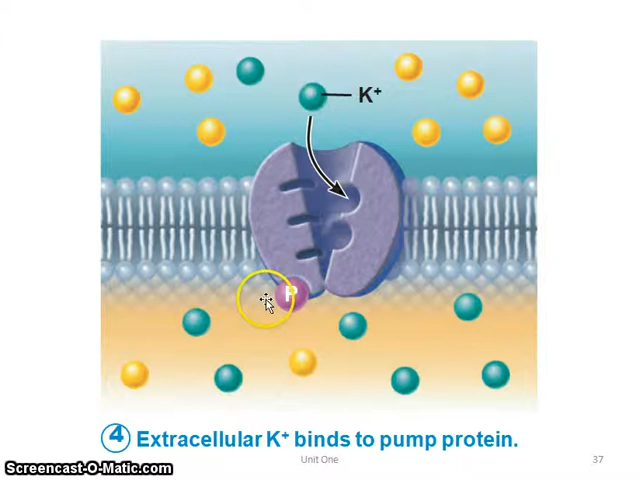 K⁺
P
4 Extracellular K⁺ binds to pump protein.
Unit One
37
Screencast-O-Matic.com